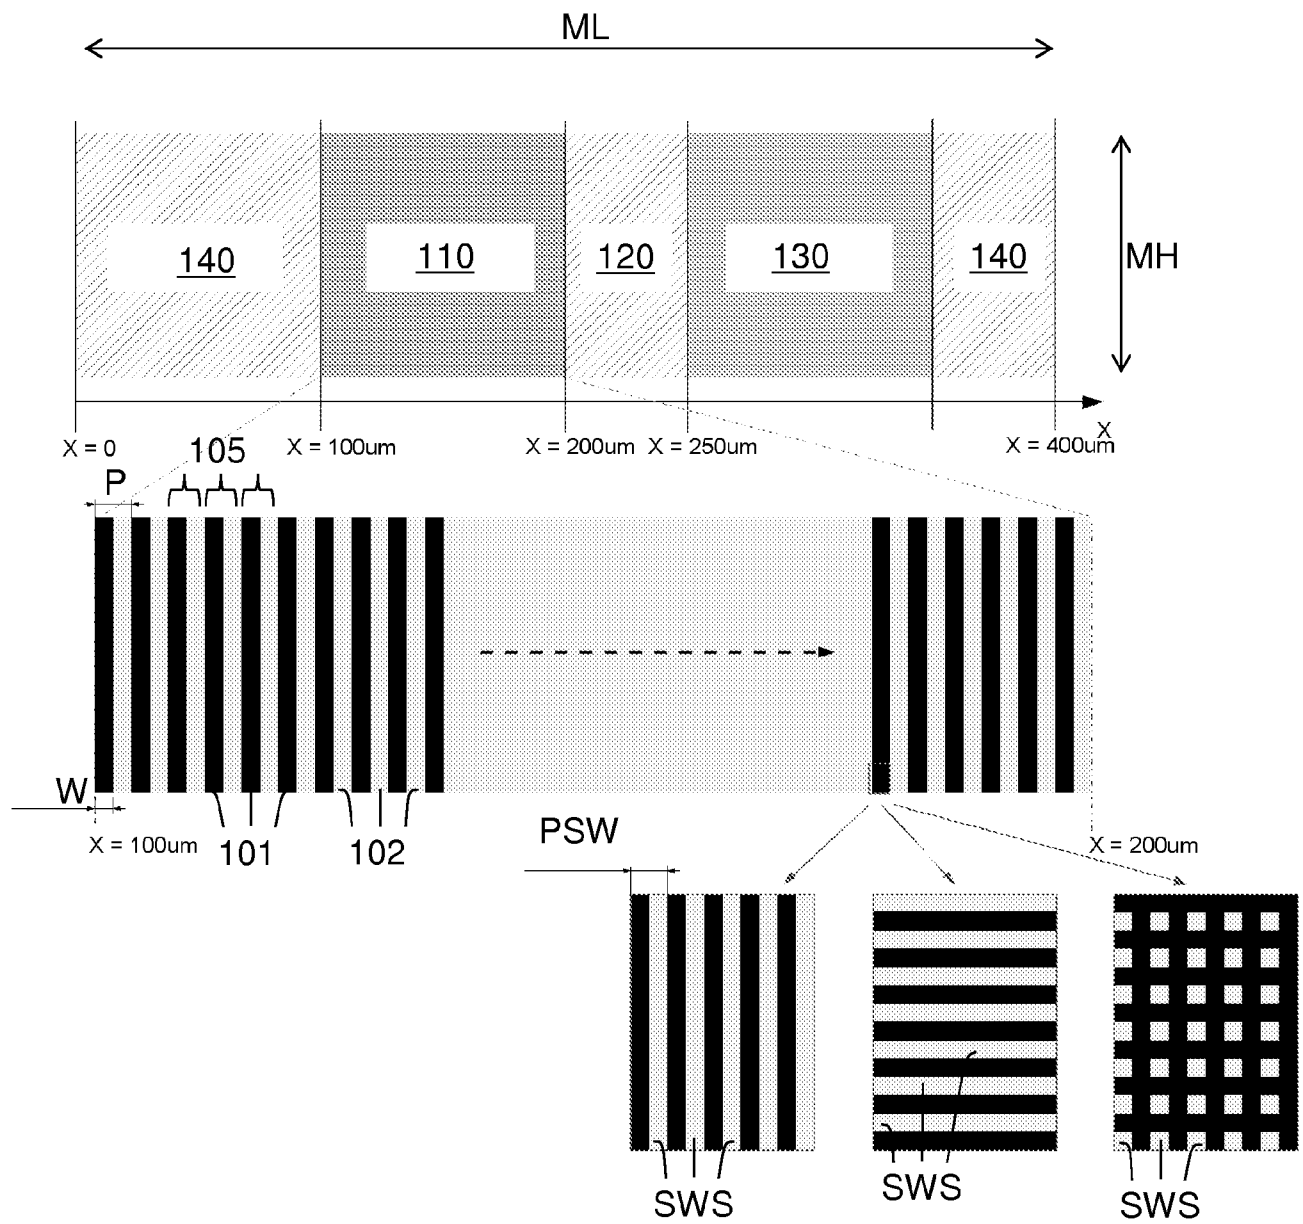 ML
140 110 120 130 140
MH
X
X = 0 X = 100um X = 200um X = 250um X = 400um
105
P
W
X = 100um
101 102
PSW
X = 200um
SWS SWS SWS